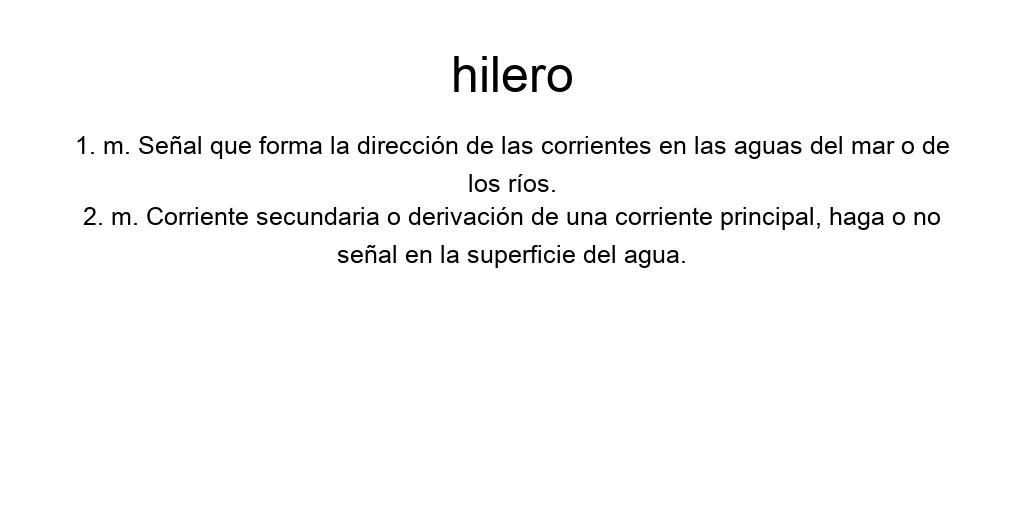 hilero
1. m. Señal que forma la dirección de las corrientes en las aguas del mar o de
los ríos.
2. m. Corriente secundaria o derivación de una corriente principal, haga o no
señal en la superficie del agua.